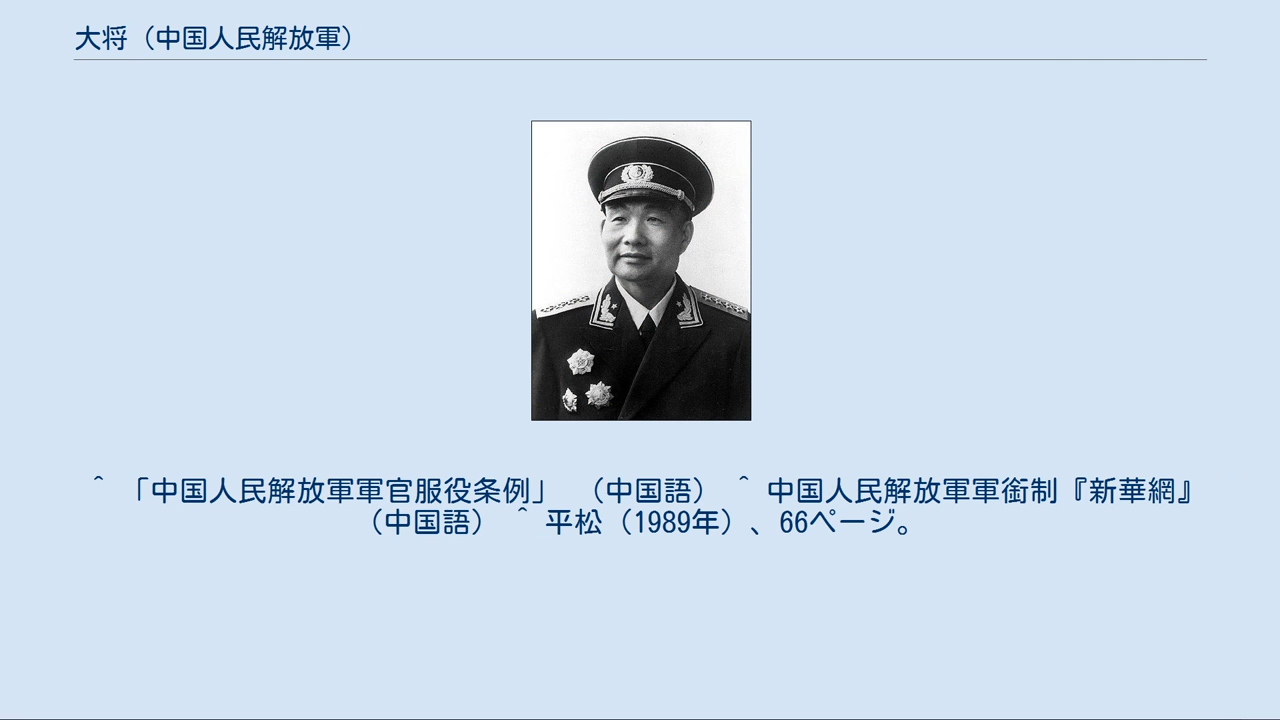 大将（中国人民解放軍）
^ 「中国人民解放軍軍官服役条例」 （中国語） ^ 中国人民解放軍軍銜制『新華網』
（中国語） ^ 平松（1989年）、66ページ。